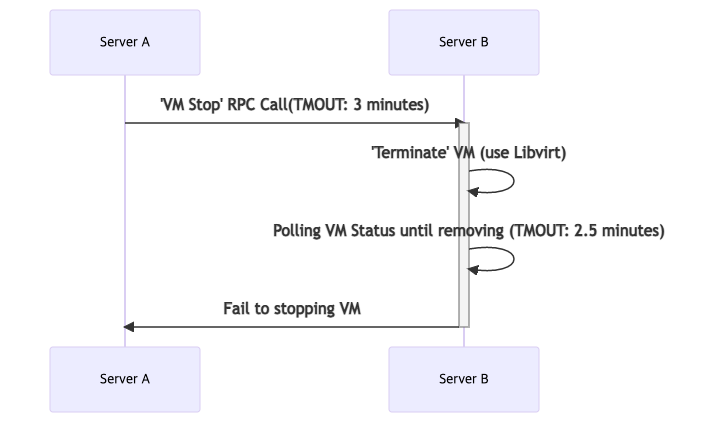 Server A
Server B
'VM Stop' RPC Call(TMOUT: 3 minutes)
'Terminate' VM (use Libvirt)
Polling VM Status until removing (TMOUT: 2.5 minutes)
Fail to stopping VM
Server A
Server B